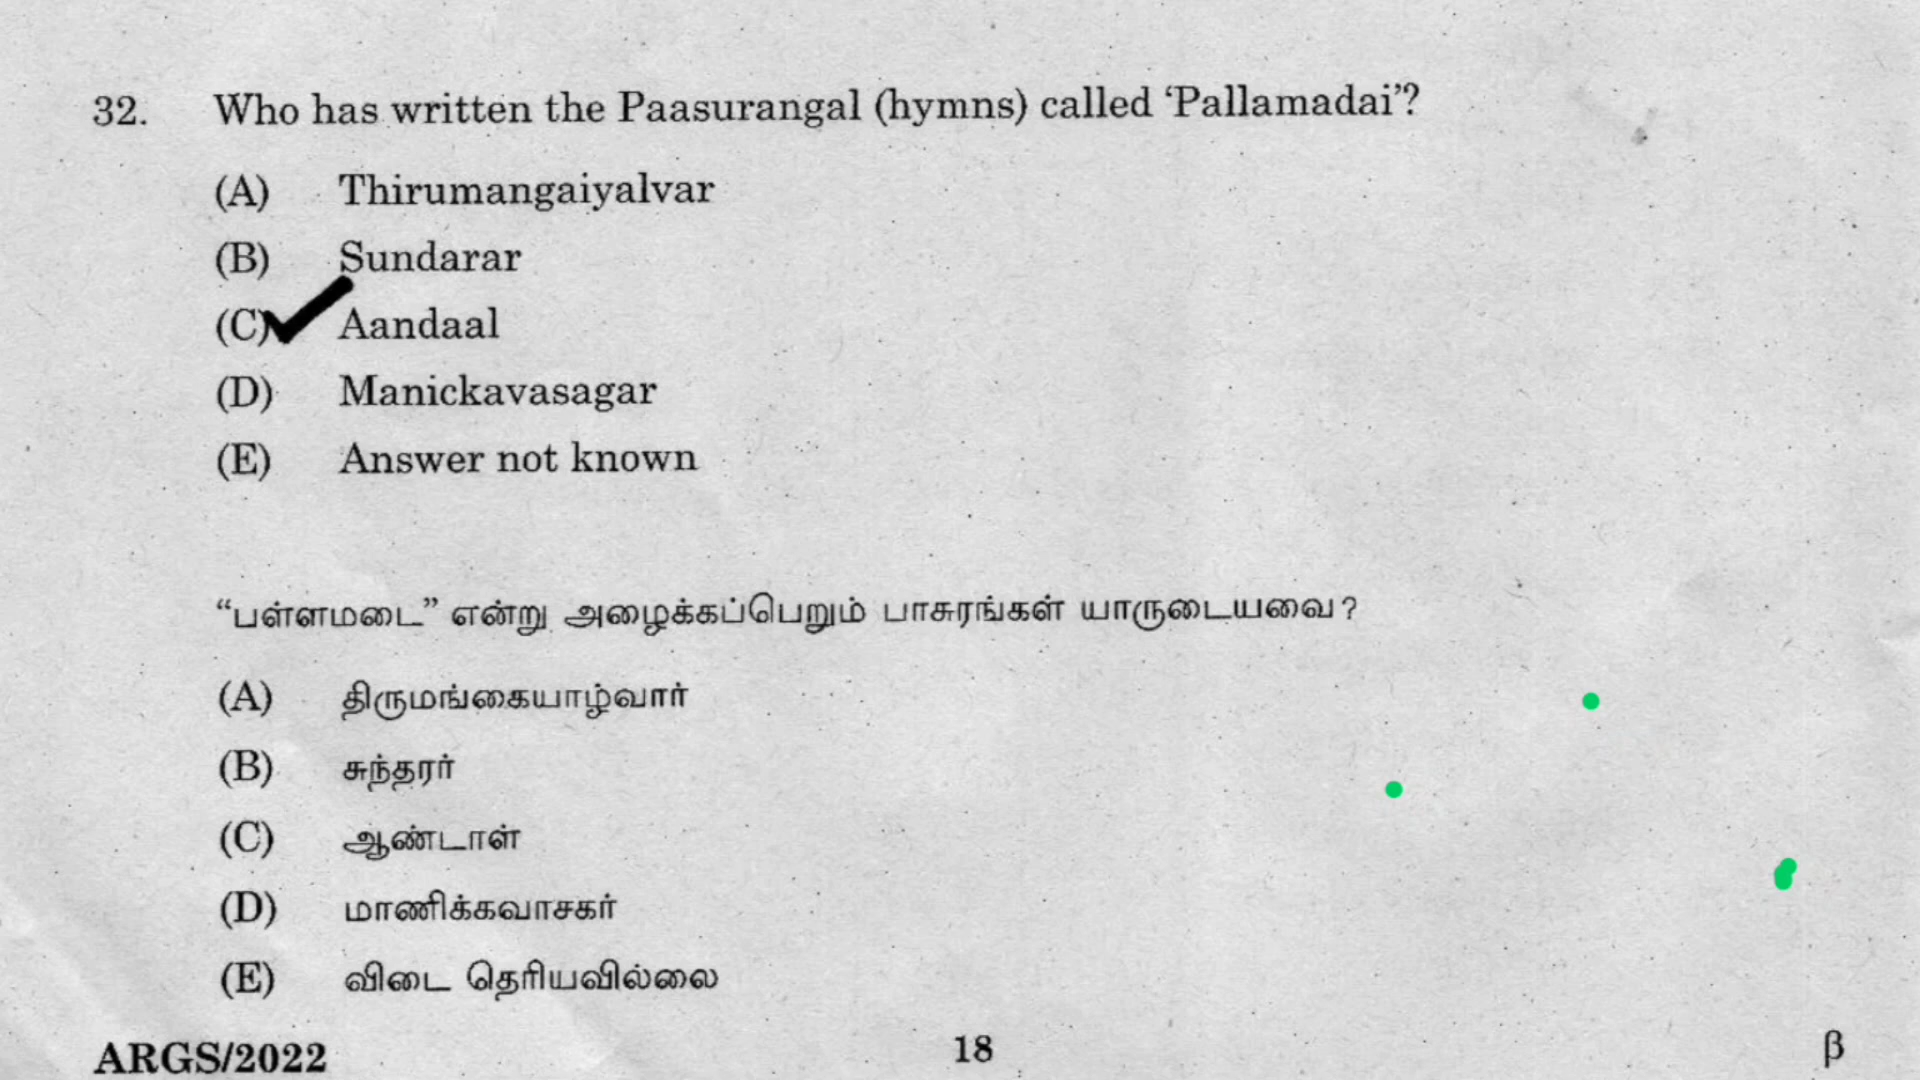 32. Who has written the Paasurangal (hymns) called ‘Pallamadai’?
(A) Thirumangaiyalvar
(B) Sundarar
(C) Aandaal
(D) Manickavasagar
(E) Answer not known
“பள்ளமடை” என்று அழைக்கப்பெறும் பாசுரங்கள் யாருடையவை?
(A) திருமங்கையாழ்வார்
(B) சுந்தரர்
(C) ஆண்டாள்
(D) மாணிக்கவாசகர்
(E) விடை தெரியவில்லை
ARGS/2022 18 β